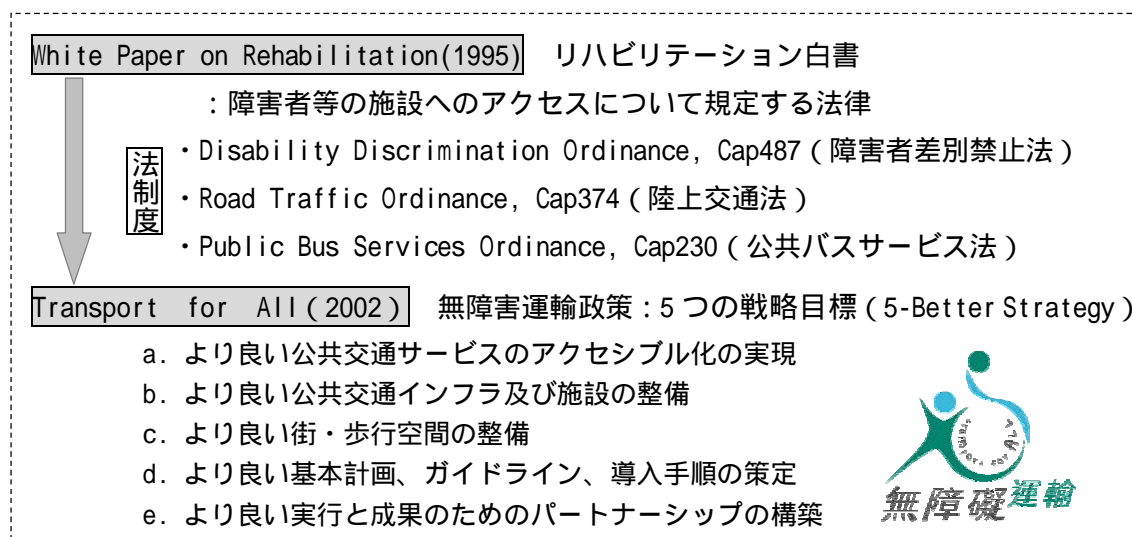 White Paper on Rehabilitation(1995) リハビリテーション白書
：障害者等の施設へのアクセスについて規定する法律
法制度
・Disability Discrimination Ordinance, Cap487（障害者差別禁止法）
・Road Traffic Ordinance, Cap374（陸上交通法）
・Public Bus Services Ordinance, Cap230（公共バスサービス法）
Transport for All（2002） 無障害運輸政策：5つの戦略目標（5-Better Strategy）
a. より良い公共交通サービスのアクセシブル化の実現
b. より良い公共交通インフラ及び施設の整備
c. より良い街・歩行空間の整備
d. より良い基本計画、ガイドライン、導入手順の策定
e. より良い実行と成果のためのパートナーシップの構築
transport for All
無障礙運輸